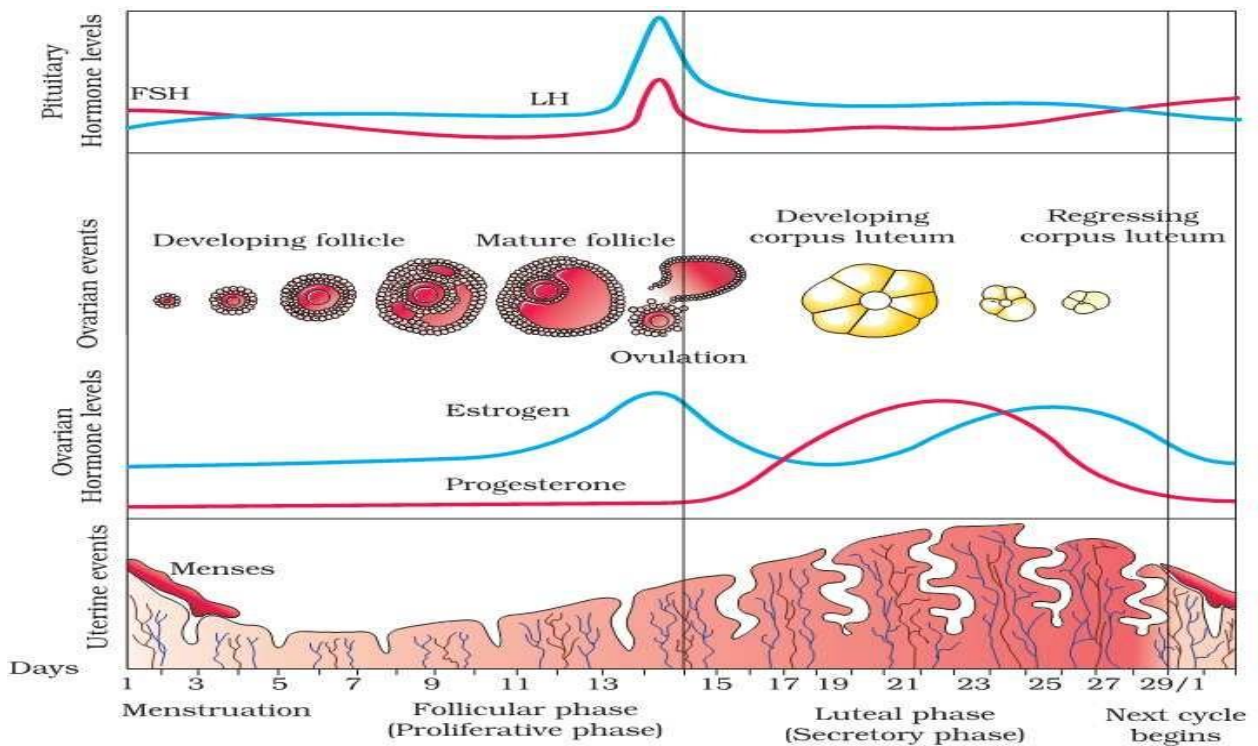 Pituitary
Hormone levels
FSH
LH
Ovarian events
Developing follicle
Mature follicle
Developing
corpus luteum
Regressing
corpus luteum
Ovulation
Ovarian
Hormone levels
Estrogen
Progesterone
Uterine events
Menses
Days
1 3 5 7 9 11 13 15 17 19 21 23 25 27 29/1
Menstruation
Follicular phase
(Proliferative phase)
Luteal phase
(Secretory phase)
Next cycle
begins